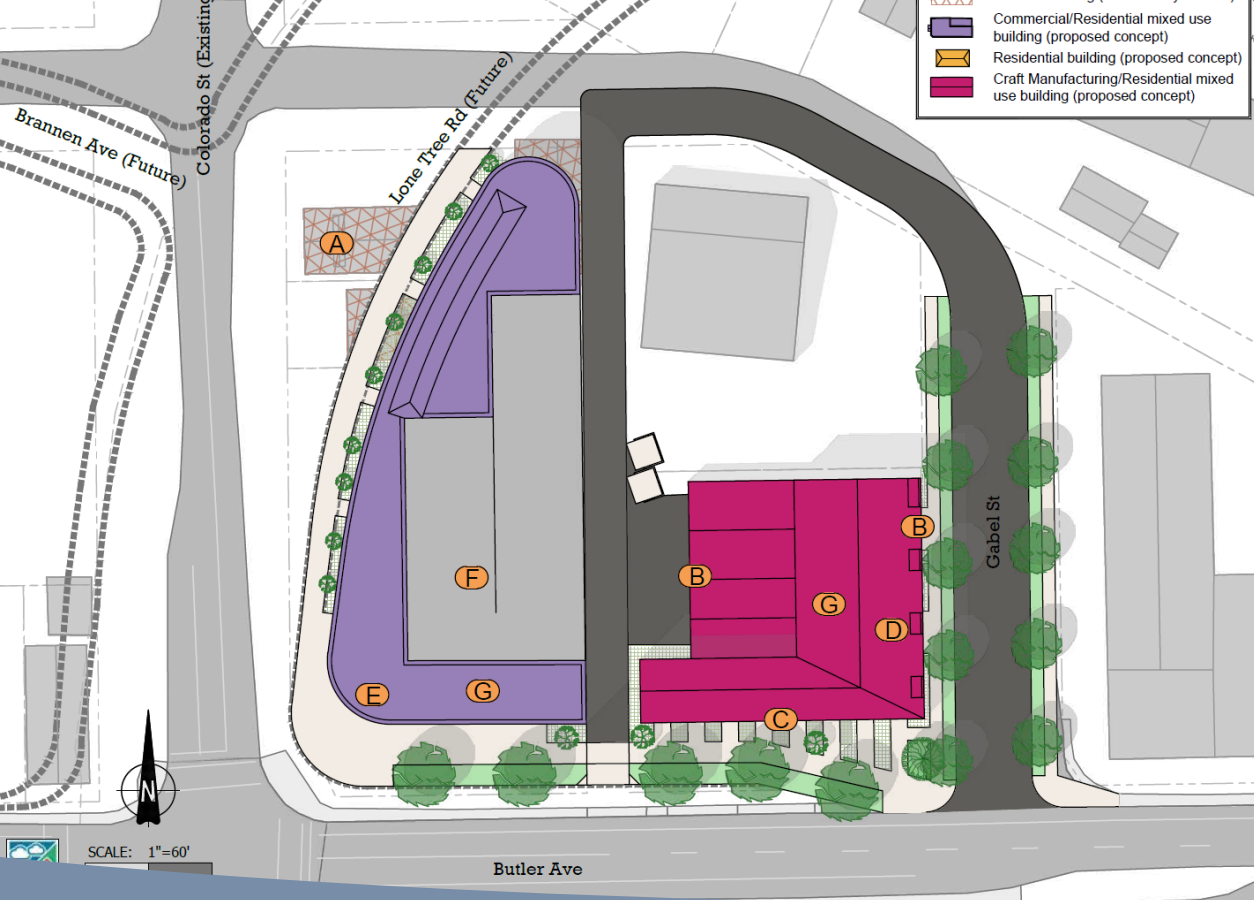 Commercial/Residential mixed use
building (proposed concept)
Residential building (proposed concept)
Craft Manufacturing/Residential mixed
use building (proposed concept)
Colorado St (Existing
Lone Tree Rd (Future)
Brannen Ave (Future)
A
B
B
F
G
D
E
G
C
Gabel St
N
SCALE: 1"=60'
Butler Ave